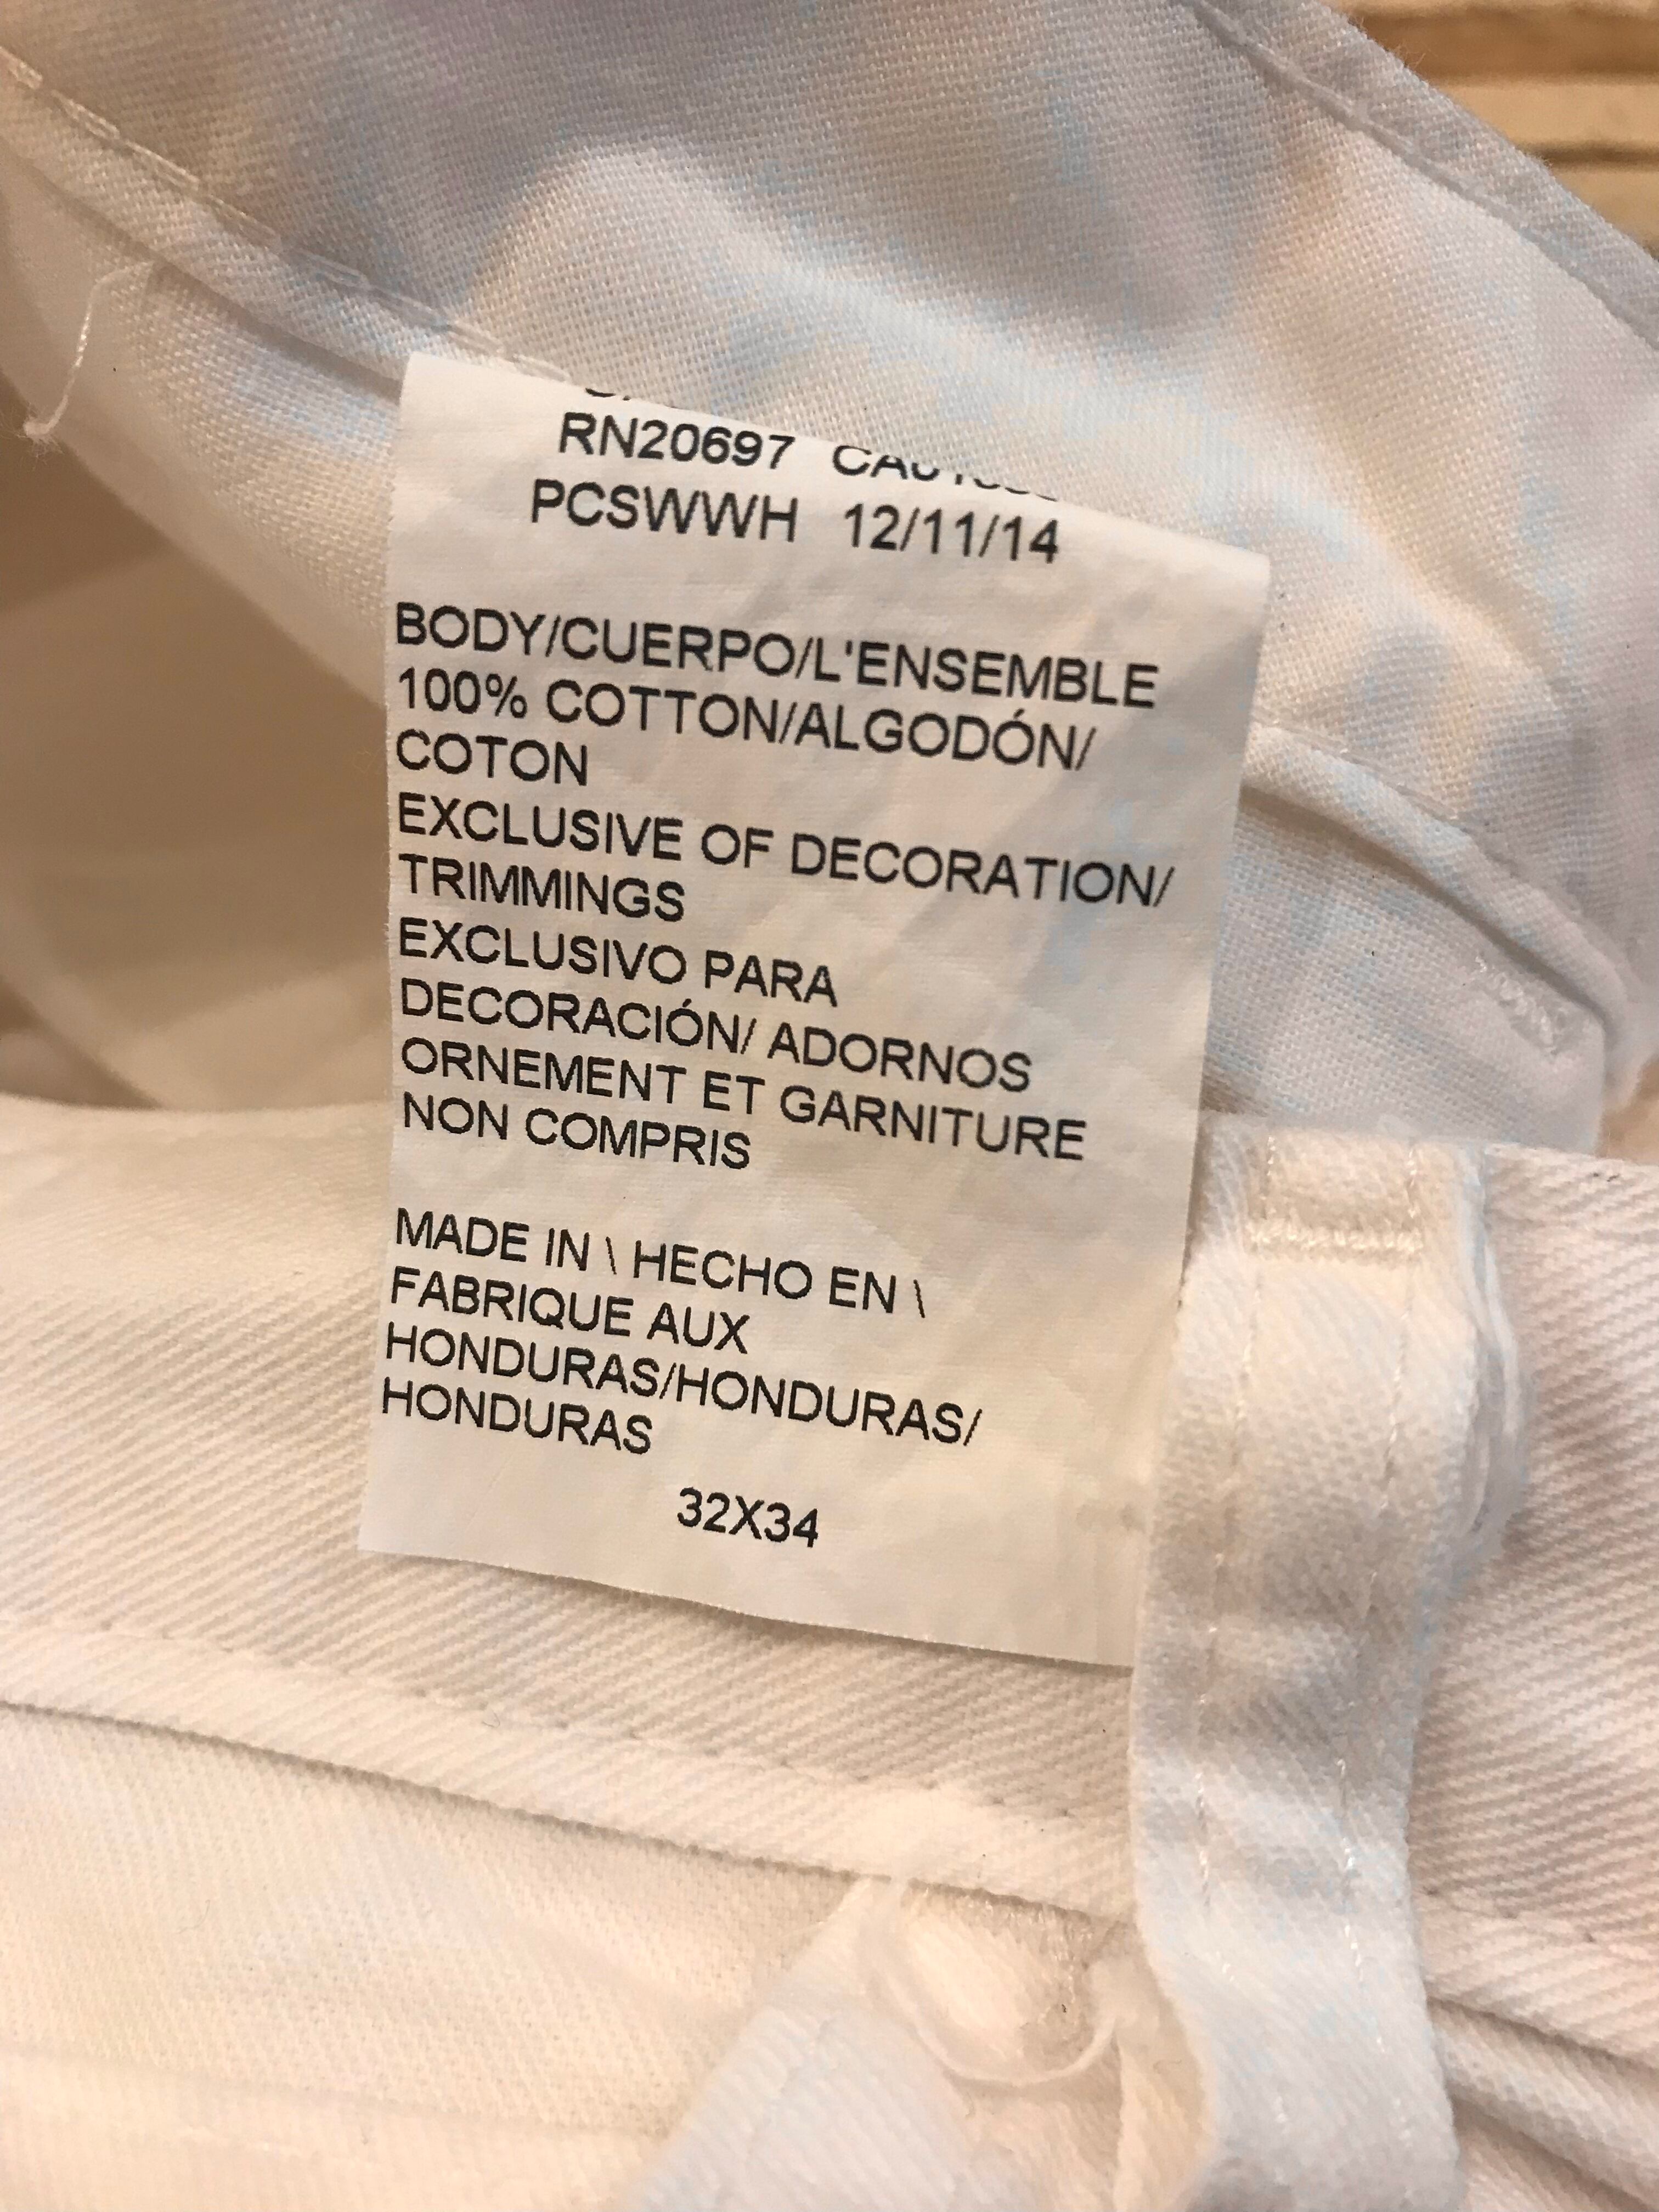 RN20697
PCSWWH 12/11/14
BODY/CUERPO/L'ENSEMBLE
100% COTTON/ALGODÓN/
COTON
EXCLUSIVE OF DECORATION/
TRIMMINGS
EXCLUSIVO PARA
DECORACIÓN/ ADORNOS
ORNEMENT ET GARNITURE
NON COMPRIS
MADE IN \ HECHO EN \
FABRIQUE AUX
HONDURAS/HONDURAS/
HONDURAS
32X34